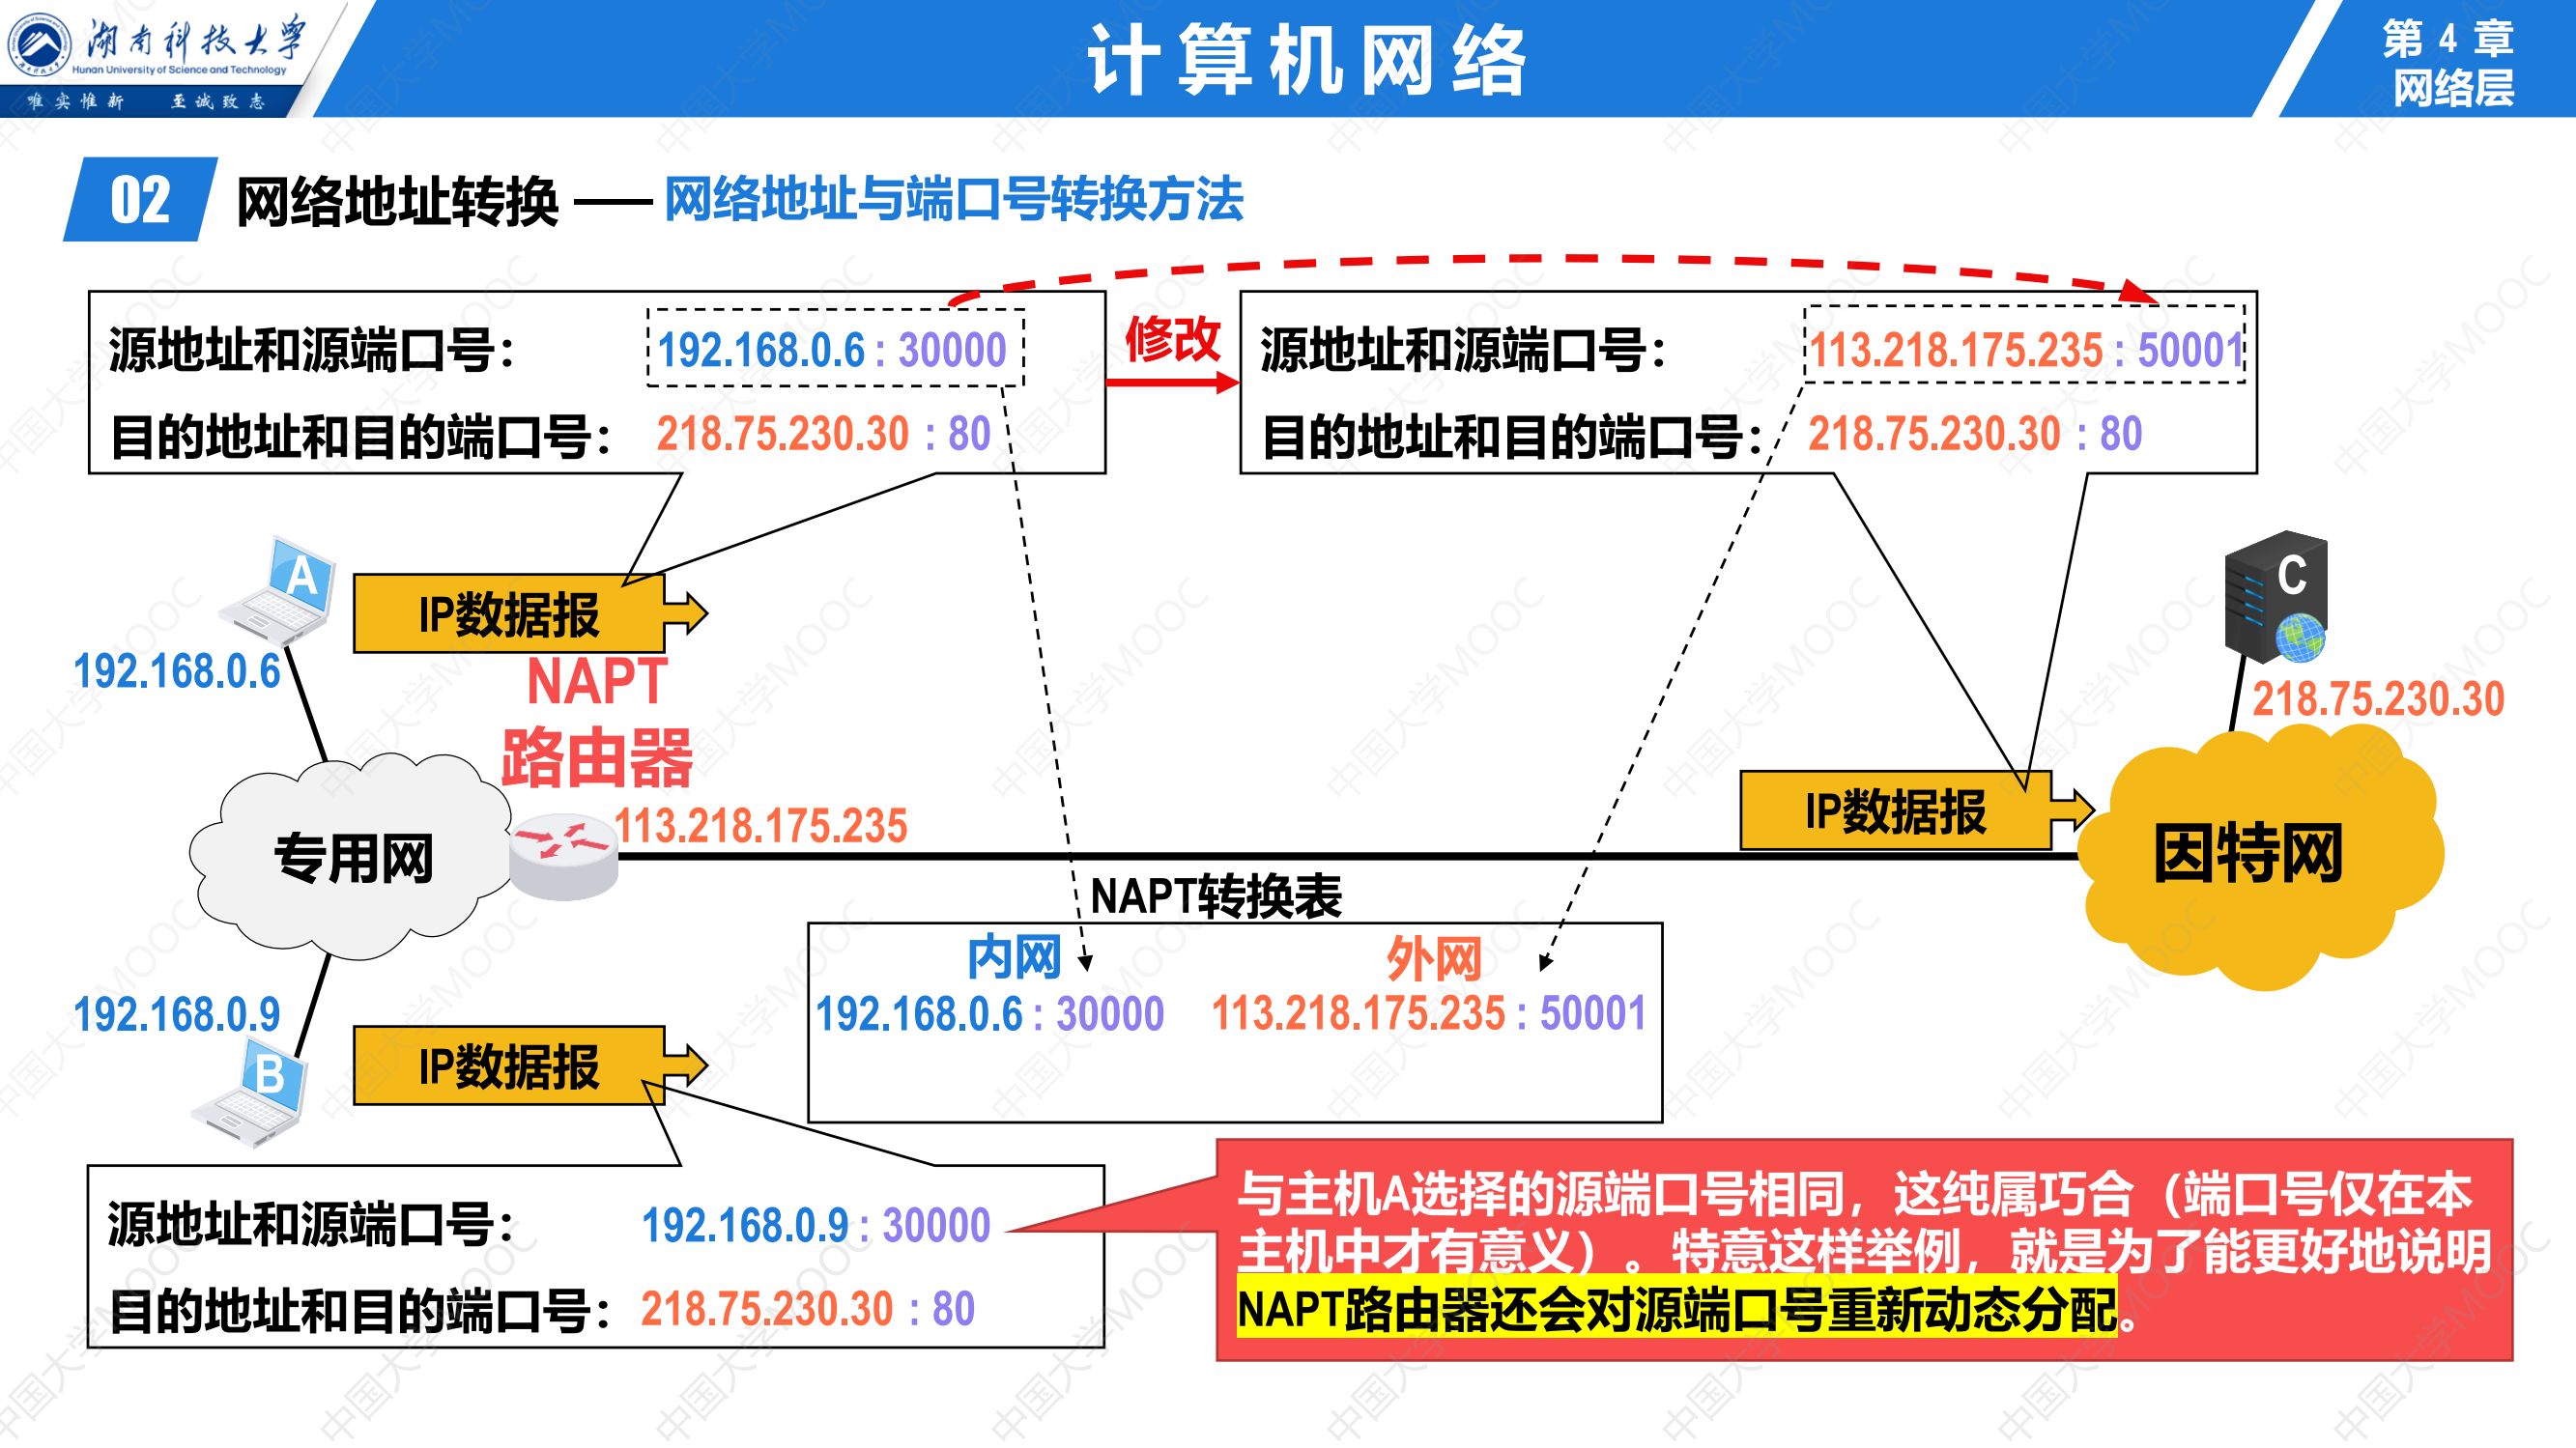 湖南科技大学
Hunan University of Science and Technology
唯实惟新 至诚致志
计算机网络
第 4 章
网络层
02 网络地址转换 —— 网络地址与端口号转换方法
源地址和源端口号： 192.168.0.6 : 30000
目的地址和目的端口号： 218.75.230.30 : 80
修改
源地址和源端口号： 113.218.175.235 : 50001
目的地址和目的端口号： 218.75.230.30 : 80
A
IP数据报
192.168.0.6
NAPT
路由器
113.218.175.235
C
218.75.230.30
IP数据报
专用网
因特网
NAPT转换表
内网 外网
192.168.0.6 : 30000 113.218.175.235 : 50001
192.168.0.9
B
IP数据报
源地址和源端口号： 192.168.0.9 : 30000
目的地址和目的端口号： 218.75.230.30 : 80
与主机A选择的源端口号相同，这纯属巧合（端口号仅在本
主机中才有意义）。特意这样举例，就是为了能更好地说明
NAPT路由器还会对源端口号重新动态分配。
中国大学MOOC